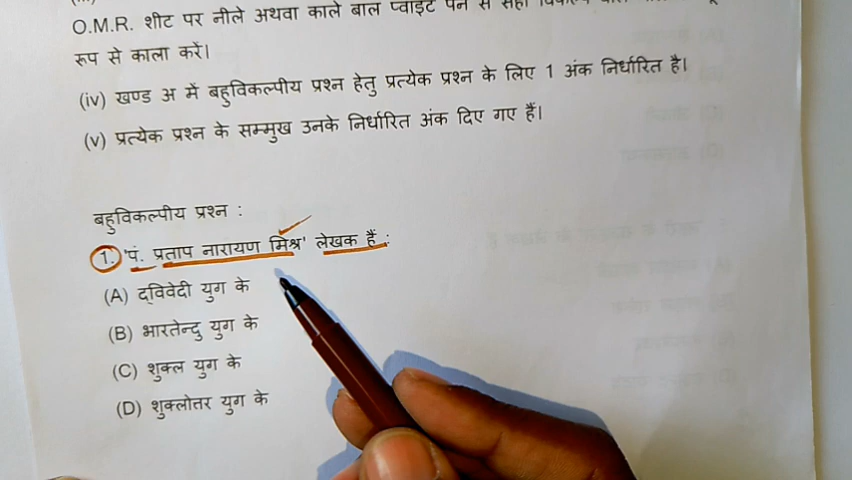 O.M.R. शीट पर नीले अथवा काले बाल प्वाइंट पेन से सही विकल्प
रूप से काला करें।
(iv) खण्ड अ में बहुविकल्पीय प्रश्न हेतु प्रत्येक प्रश्न के लिए 1 अंक निर्धारित है।
(v) प्रत्येक प्रश्न के सम्मुख उनके निर्धारित अंक दिए गए हैं।
बहुविकल्पीय प्रश्न :
1. 'पं. प्रताप नारायण मिश्र' लेखक हैं :
(A) द्विवेदी युग के
(B) भारतेन्दु युग के
(C) शुक्ल युग के
(D) शुक्लोतर युग के